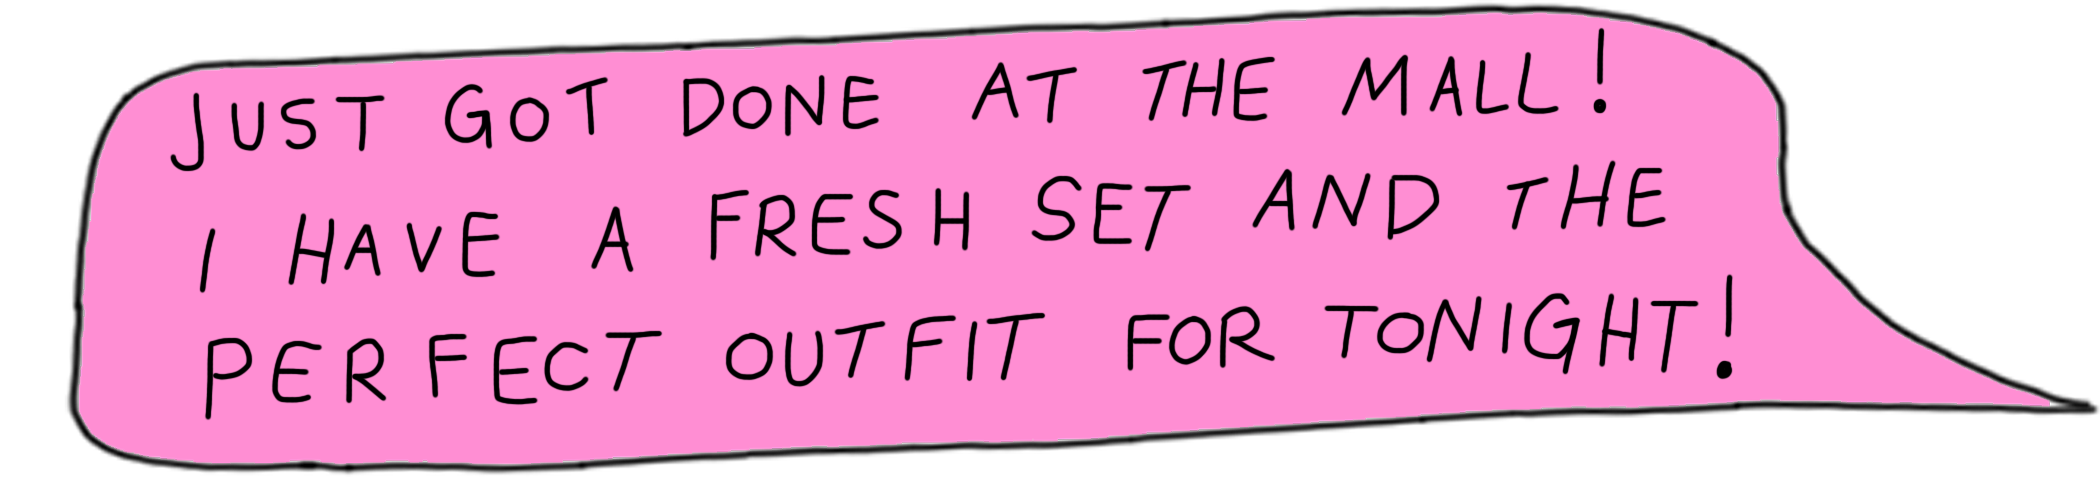 JUST GOT DONE AT THE MALL!
I HAVE A FRESH SET AND THE
PERFECT OUTFIT FOR TONIGHT!